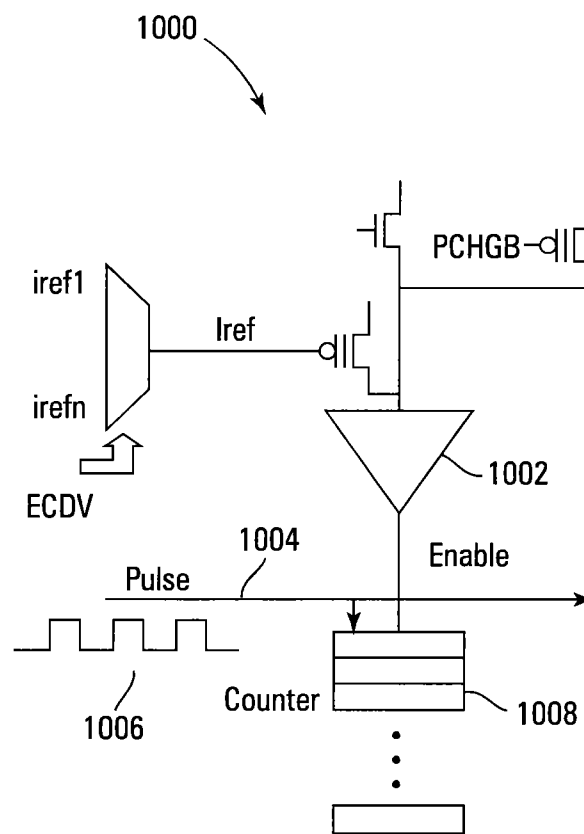 1000
PCHGB
iref1
Iref
irefn
1002
ECDV
Enable
1004
Pulse
Counter
1008
1006